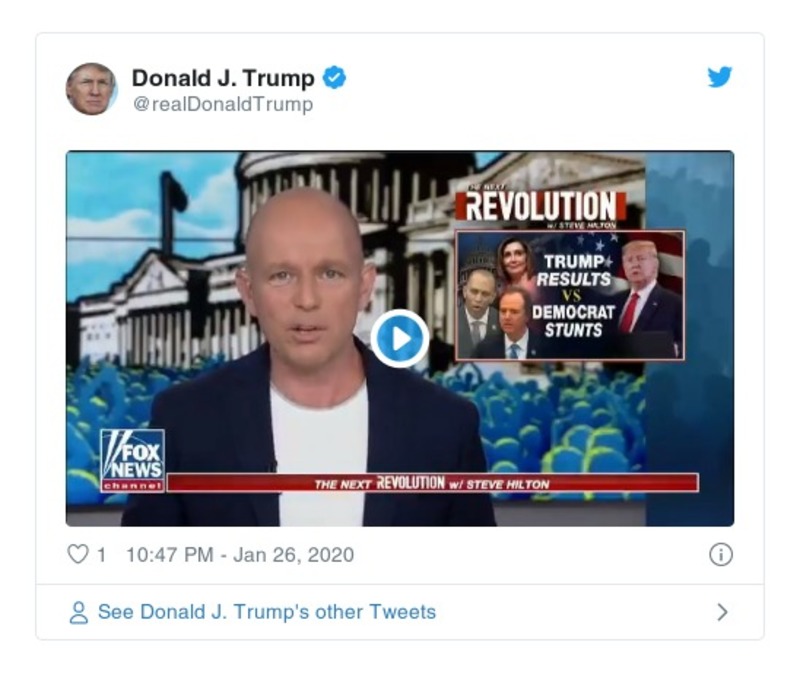 Donald J. Trump
@realDonaldTrump
THE NEXT
REVOLUTION
w/ STEVE HILTON
TRUMP
RESULTS
VS
DEMOCRAT
STUNTS
FOX
NEWS
channel
THE NEXT REVOLUTION w/ STEVE HILTON
1 10:47 PM - Jan 26, 2020
See Donald J. Trump's other Tweets